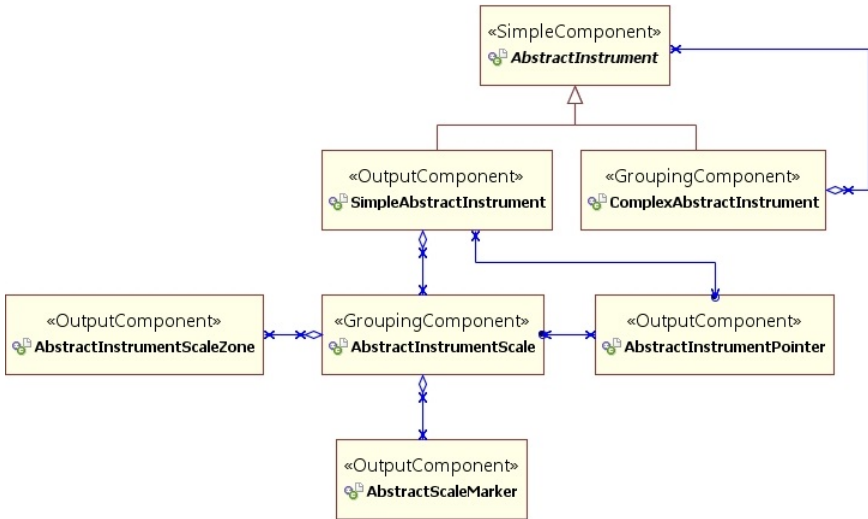 «SimpleComponent»
AbstractInstrument
«OutputComponent»
SimpleAbstractInstrument
«GroupingComponent»
ComplexAbstractInstrument
«OutputComponent»
AbstractInstrumentScaleZone
«GroupingComponent»
AbstractInstrumentScale
«OutputComponent»
AbstractInstrumentPointer
«OutputComponent»
AbstractScaleMarker